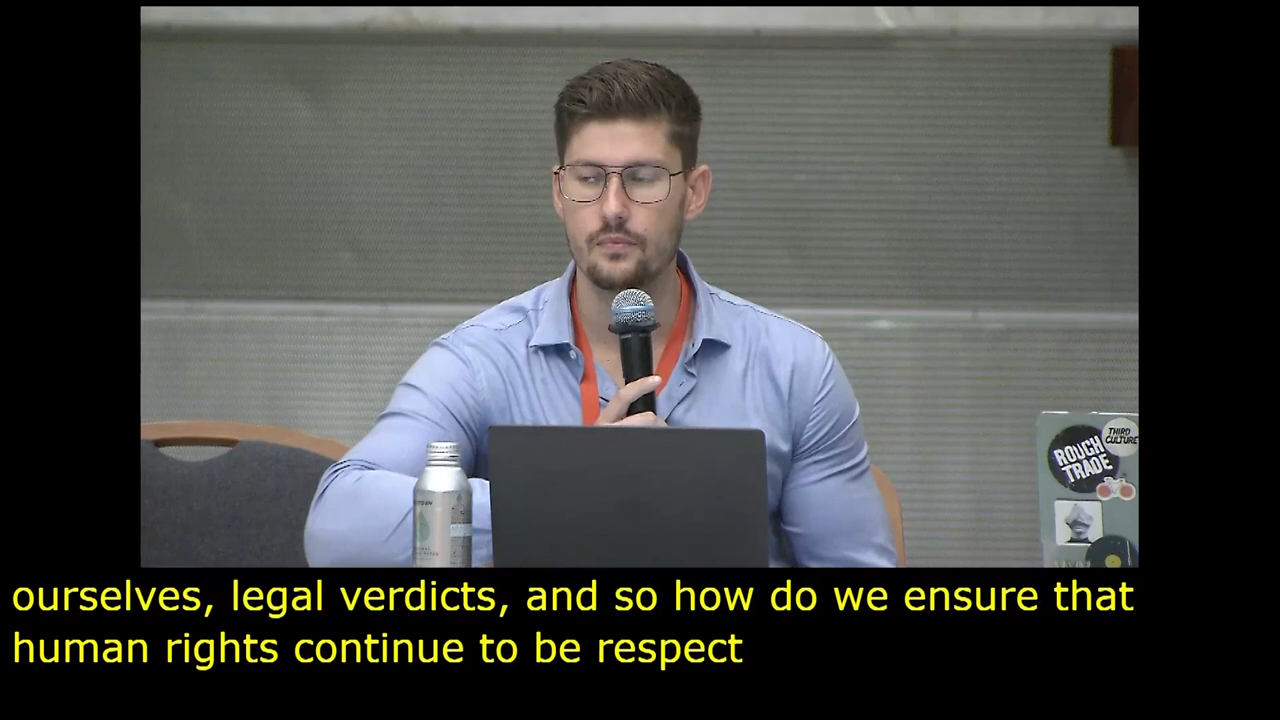 THIRD
CULTURE
ROUGH
TRADE
ourselves, legal verdicts, and so how do we ensure that
human rights continue to be respect